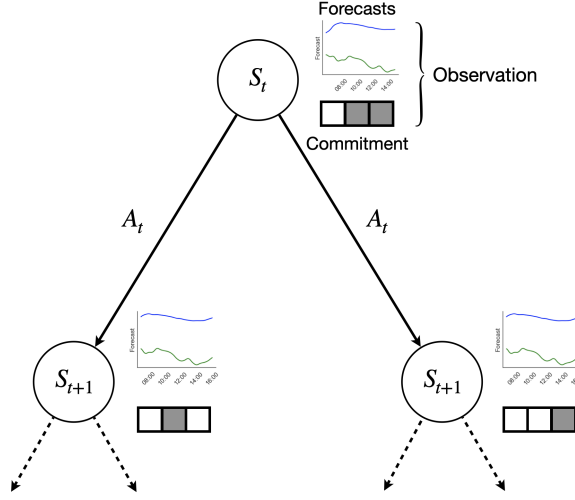 Forecasts
Forecast
08:00 10:00 12:00 14:00
Observation
S_t
Commitment
A_t
A_t
Forecast
08:00 10:00 12:00 14:00 16:00
S_{t+1}
Forecast
08:00 10:00 12:00 14:00
S_{t+1}